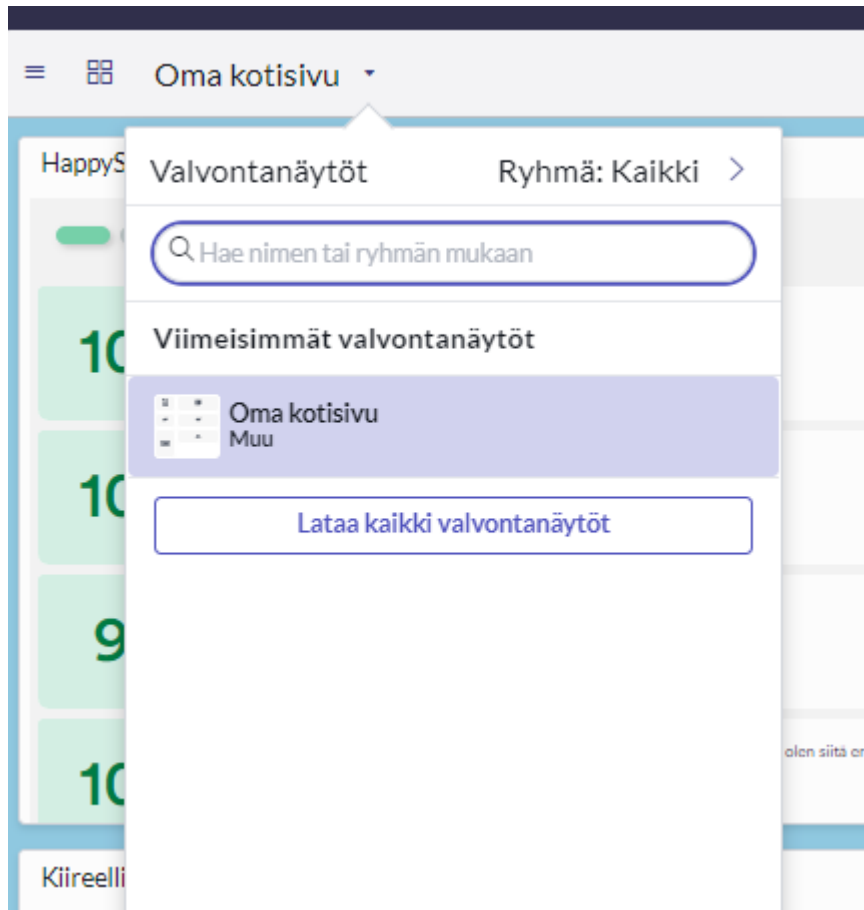 Oma kotisivu
HappyS
Valvontanäytöt
Ryhmä: Kaikki
Hae nimen tai ryhmän mukaan
Viimeisimmät valvontanäytöt
10
Oma kotisivu
Muu
10
Lataa kaikki valvontanäytöt
9
olen siitä er
10
Kiireelli